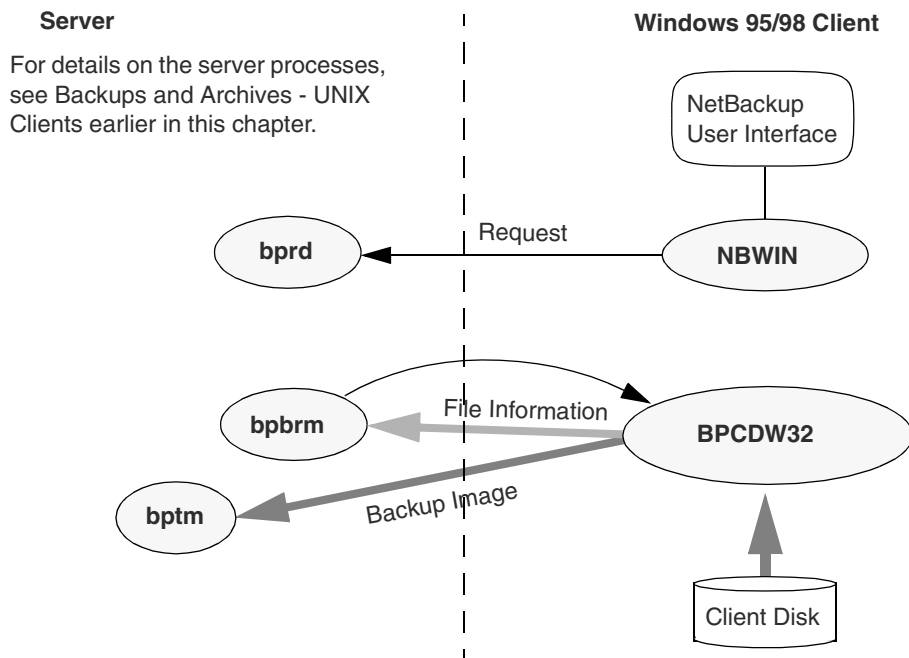 Server
Windows 95/98 Client
For details on the server processes,
see Backups and Archives - UNIX
Clients earlier in this chapter.
NetBackup
User Interface
Request
bprd
NBWIN
File Information
bpbrm
BPCDW32
Backup Image
bptm
Client Disk